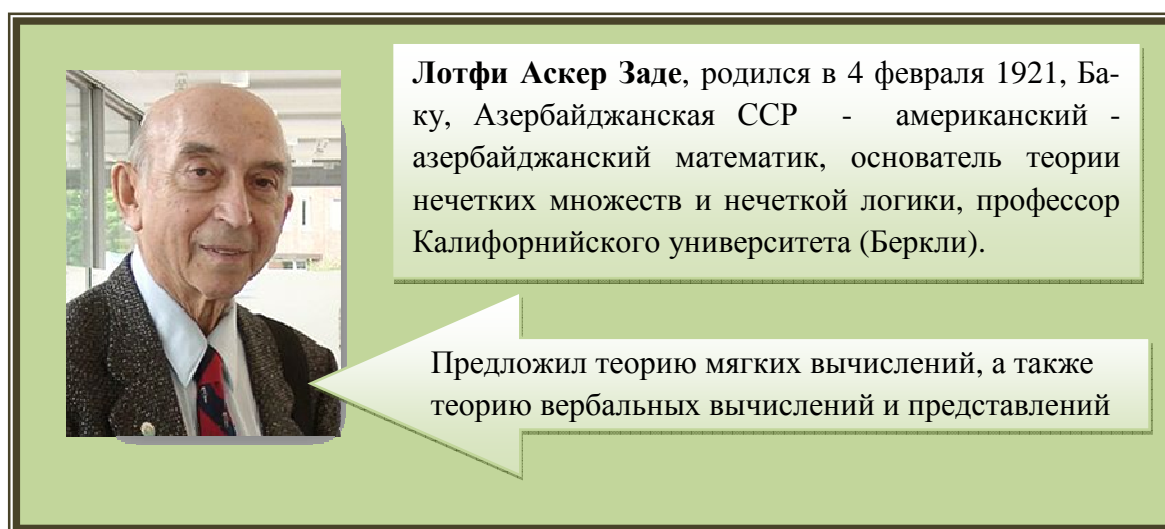 Лотфи Аскер Заде, родился в 4 февраля 1921, Ба-
ку, Азербайджанская ССР - американский -
азербайджанский математик, основатель теории
нечетких множеств и нечеткой логики, профессор
Калифорнийского университета (Беркли).
Предложил теорию мягких вычислений, а также
теорию вербальных вычислений и представлений